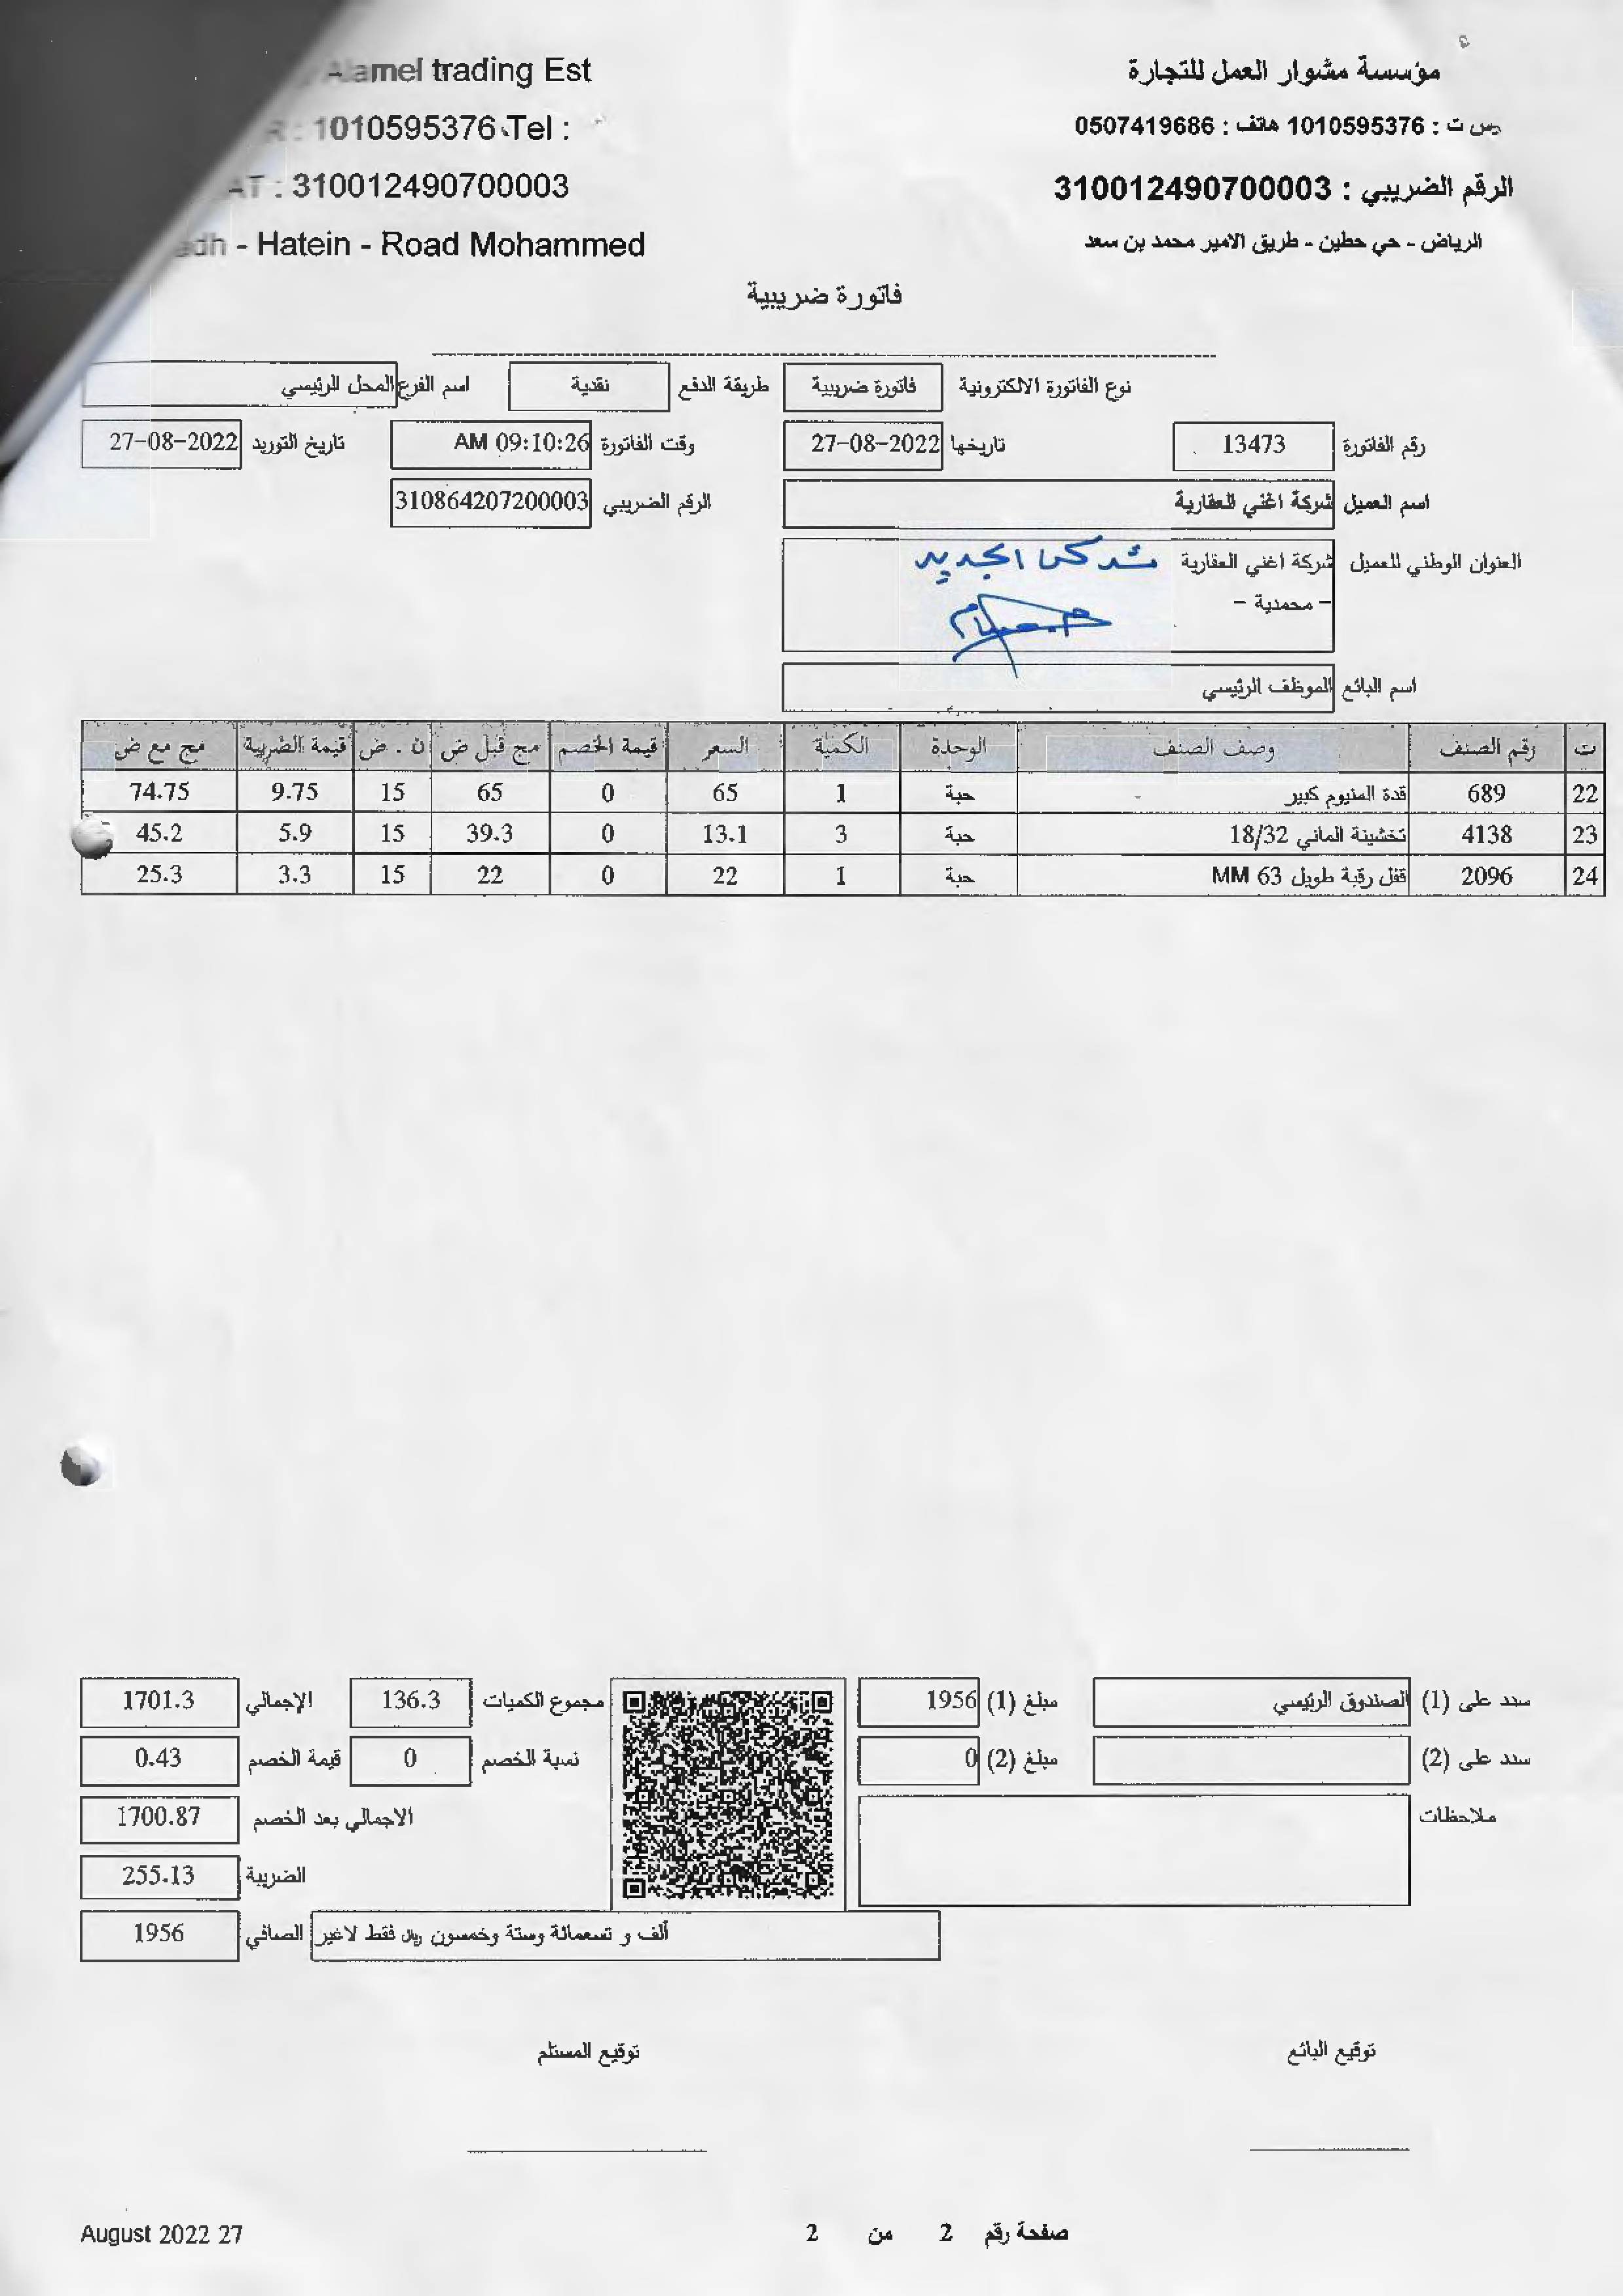 مؤسسة مشوار العمل للتجارة
س ت : 1010595376 هاتف : 0507419686
الرقم الضريبي : 310012490700003
الرياض - حي حطين - طريق الامير محمد بن سعد
Alamel trading Est
1010595376 Tel :
310012490700003
- Hatein - Road Mohammed
فاتورة ضريبية
نوع الفاتورة الالكترونية فاتورة ضريبية طريقة الدفع نقدية اسم الفرع المحل الرئيسي
رقم الفاتورة 13473 تاريخها 27-08-2022 وقت الفاتورة 09:10:26 AM تاريخ التوريد 27-08-2022
اسم العميل شركة اغني العقارية الرقم الضريبي 310864207200003
العنوان الوطني للعميل شركة اغني العقارية
- محمدية -
اسم البائع الموظف الرئيسي
ت رقم الصنف وصف الصنف الوحدة الكمية السعر قيمة الخصم مج قبل ض ن . ض قيمة الضريبة مج مع ض
22 689 قدة المنيوم كبير حبة 1 65 0 65 15 9.75 74.75
23 4138 تخشينة الماني 18/32 حبة 3 13.1 0 39.3 15 5.9 45.2
24 2096 قفل رقبة طويل 63 MM حبة 1 22 0 22 15 3.3 25.3
سدد على (1) الصندوق الرئيسي مبلغ (1) 1956 مجموع الكميات 136.3 الإجمالي 1701.3
سدد على (2) مبلغ (2) 0 نسبة الخصم 0 قيمة الخصم 0.43
ملاحظات الاجمالي بعد الخصم 1700.87
الضريبة 255.13
ألف و تسعمائة وستة وخمسون ريال فقط لاغير الصافي 1956
توقيع البائع توقيع المستلم
صفحة رقم 2 من 2
August 2022 27